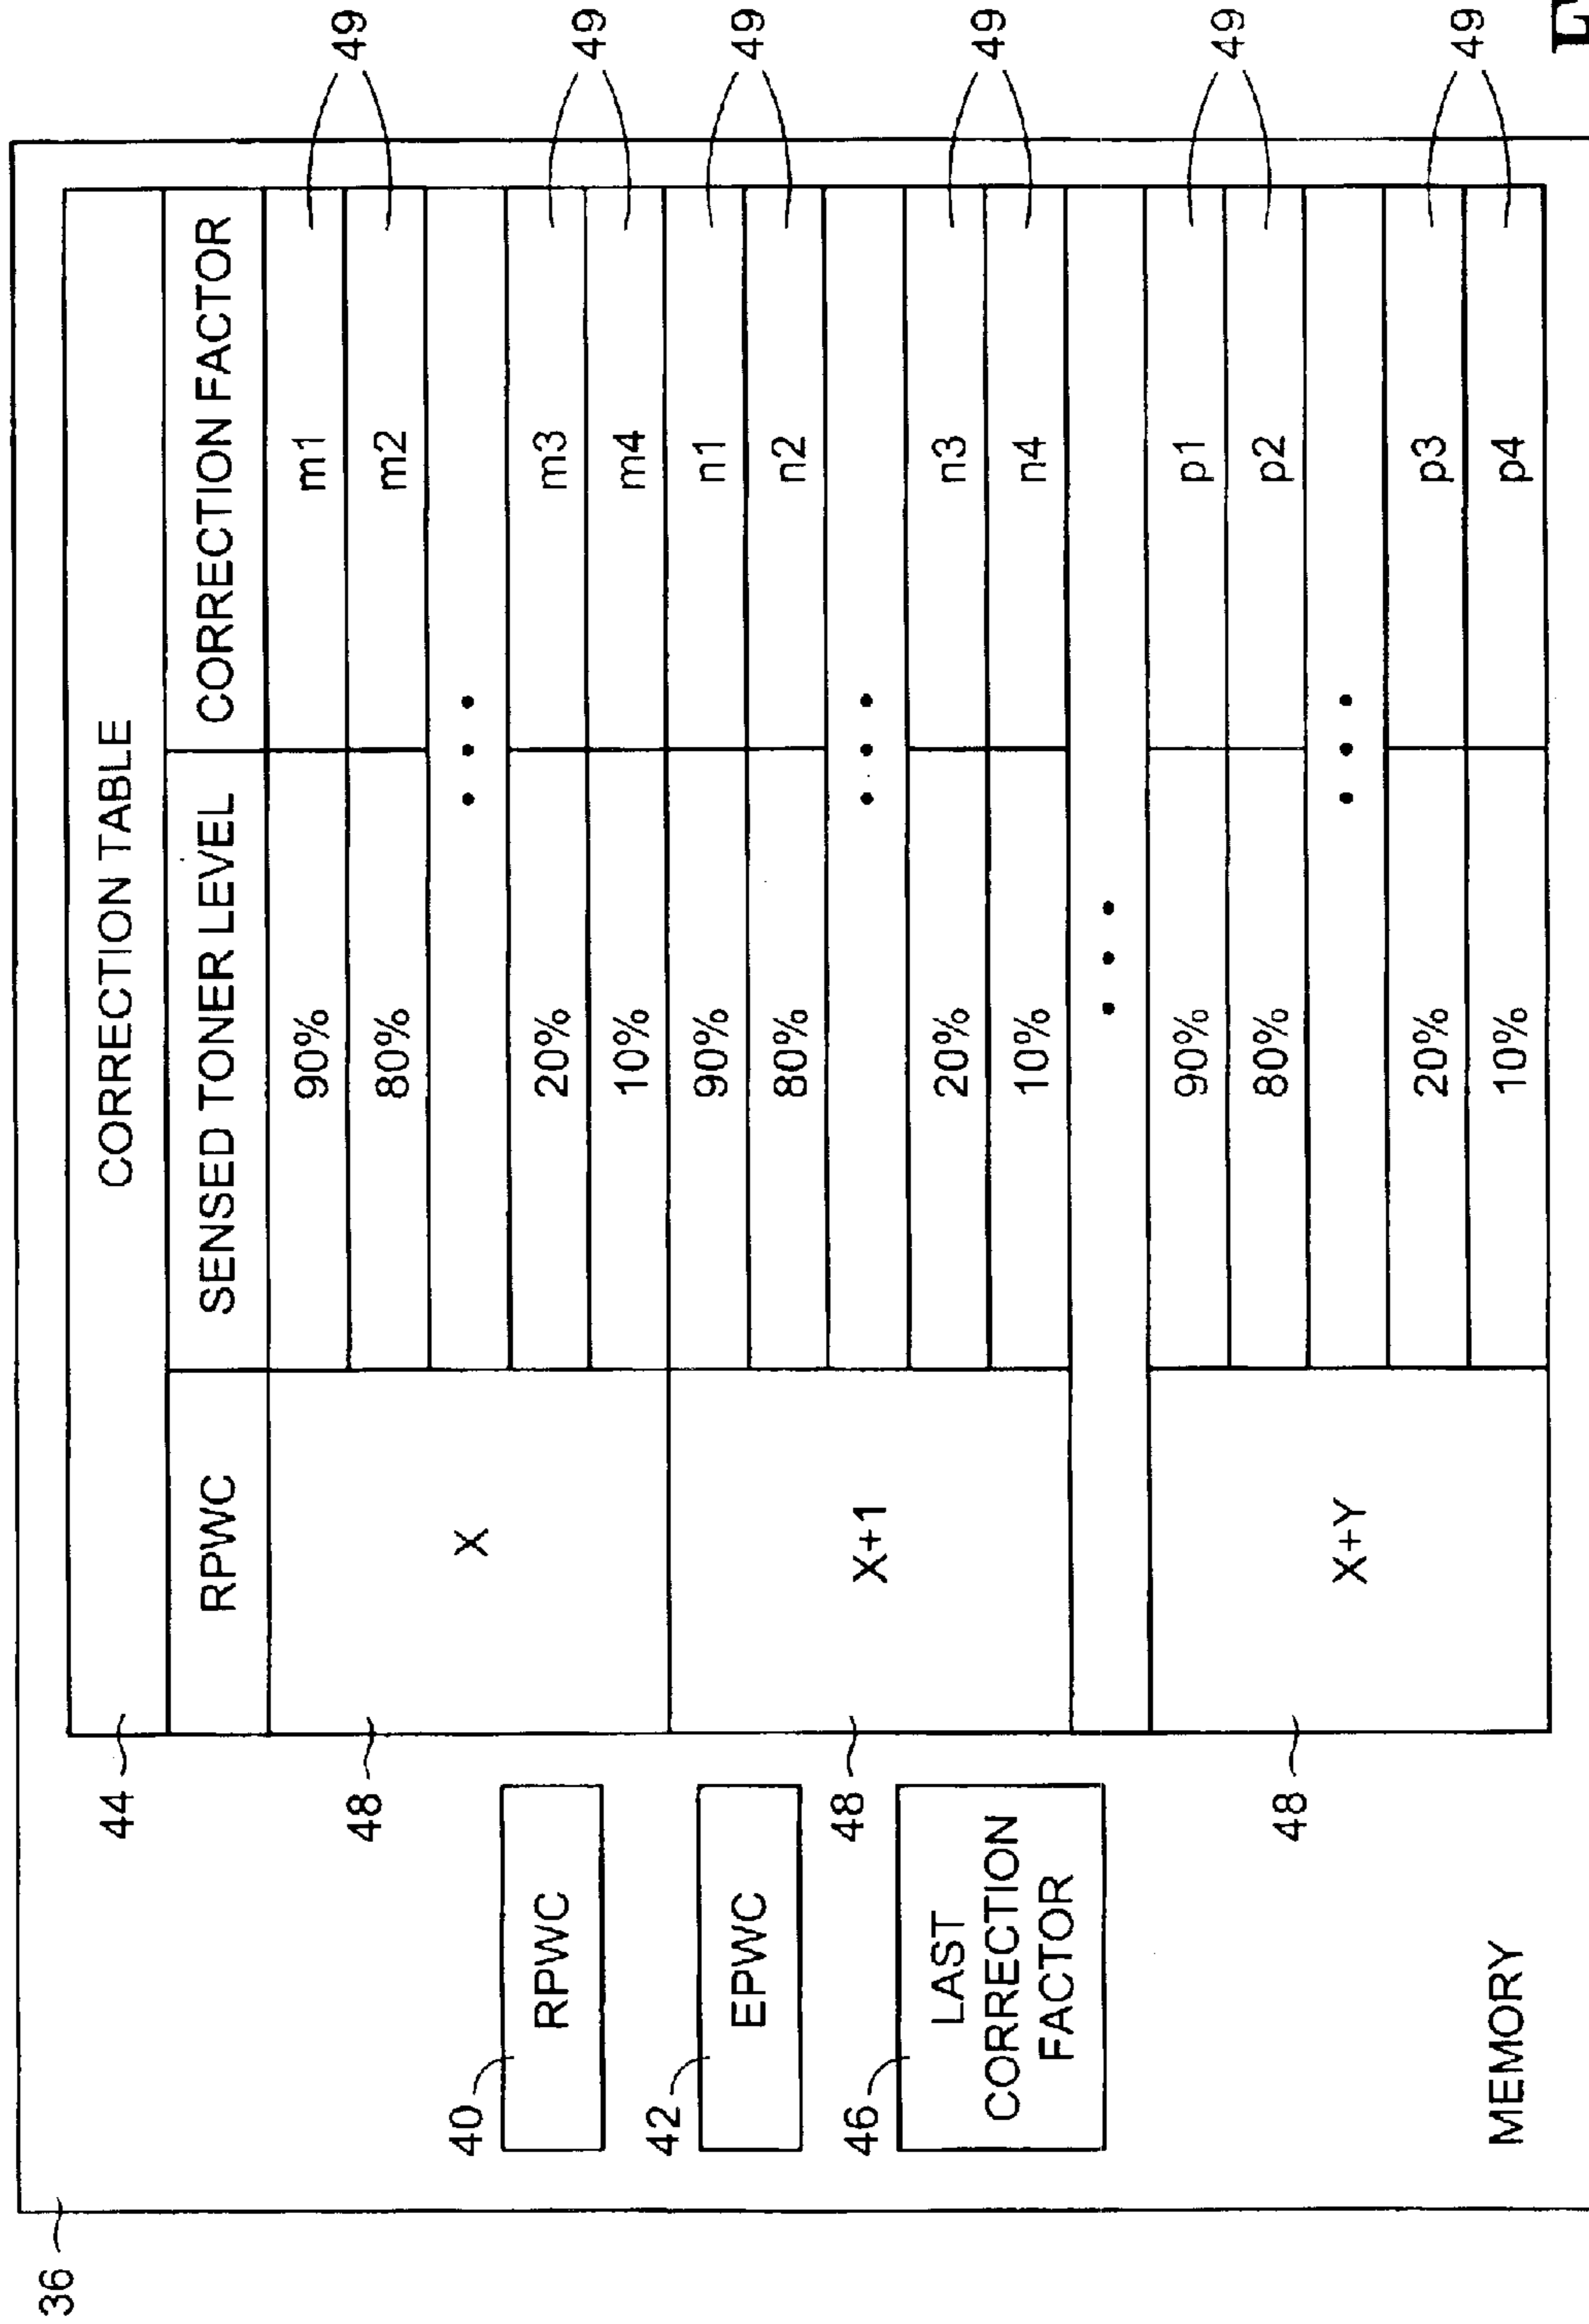 36
44
CORRECTION TABLE
RPWC SENSED TONER LEVEL CORRECTION FACTOR
48
X
90% m1
80% m2
49
• • •
20% m3
10% m4
49
40
RPWC
48
X+1
90% n1
80% n2
49
• • •
20% n3
10% n4
49
42
EPWC
• • •
48
X+Y
90% p1
80% p2
49
• • •
20% p3
10% p4
49
46
LAST
CORRECTION
FACTOR
MEMORY